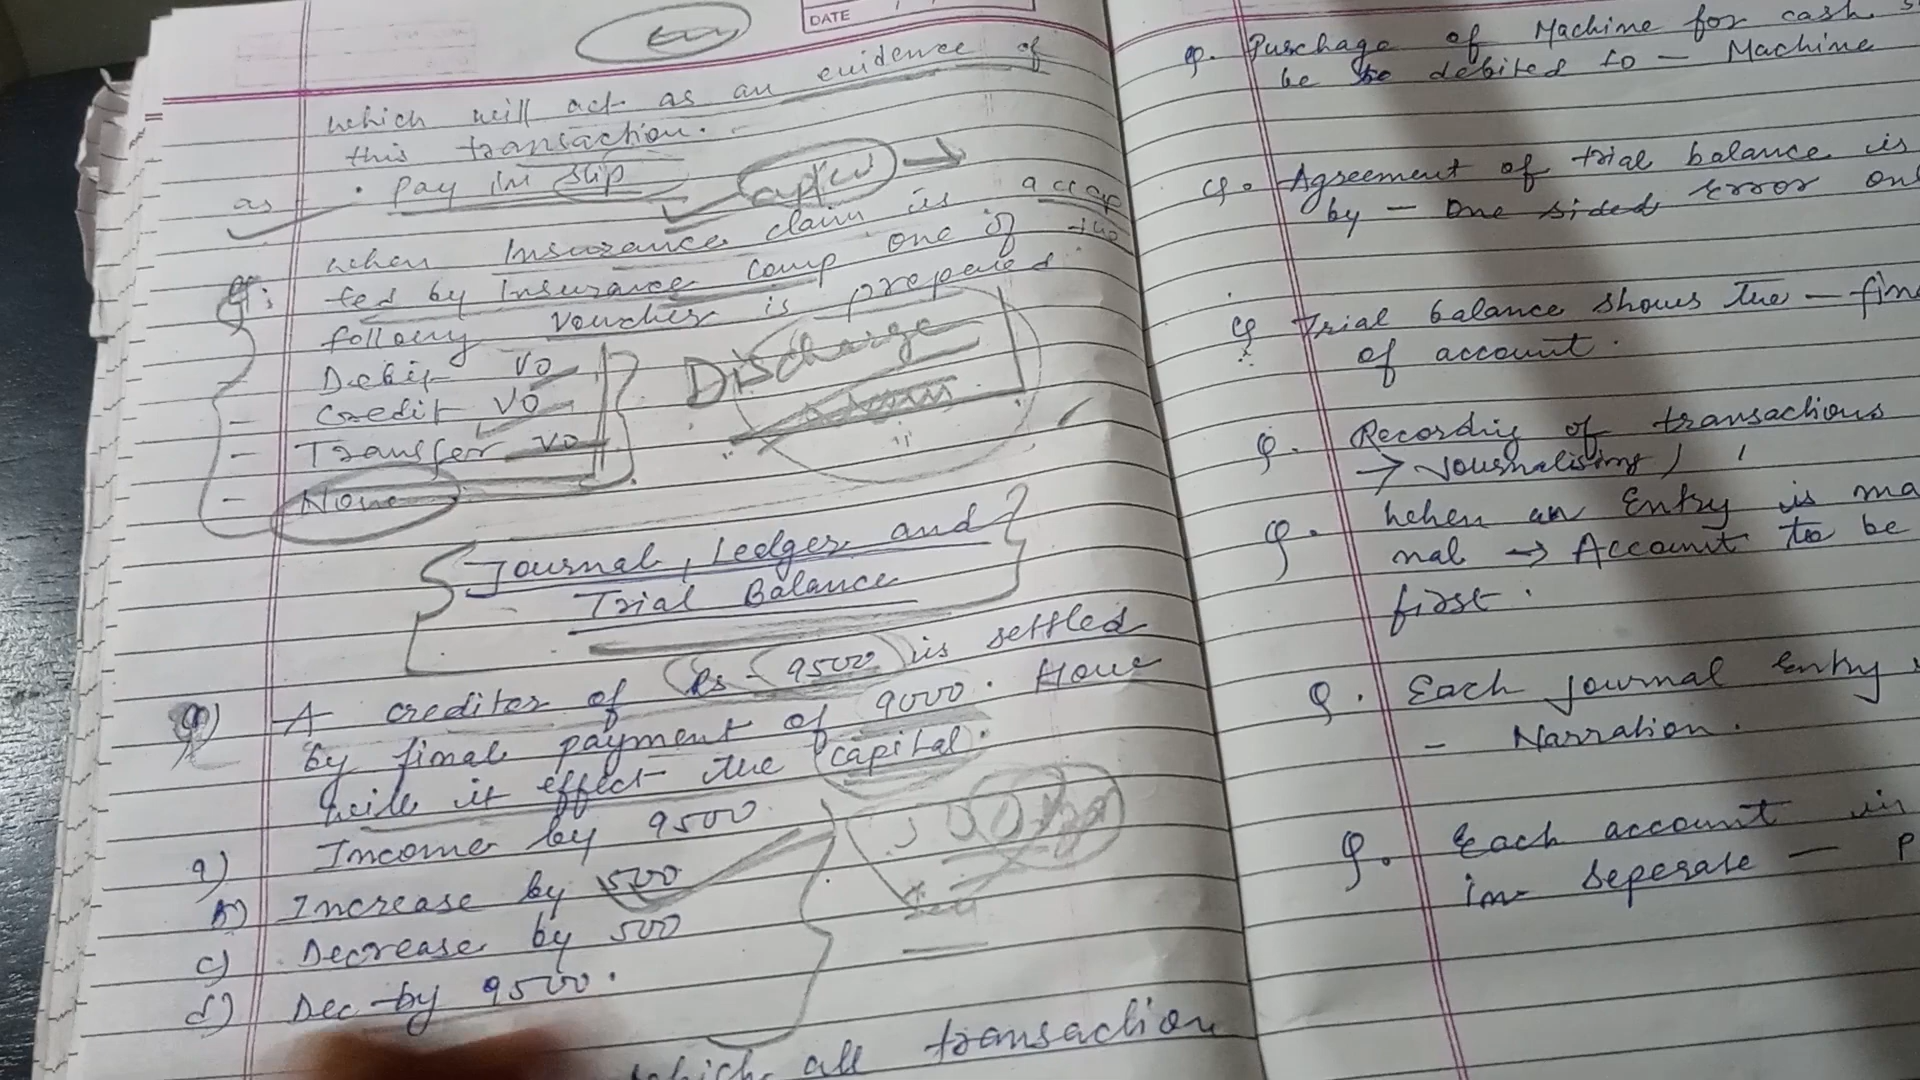 DATE
which will act as an evidence of
this transaction.
as
• Pay in slip
when Insurance claim is accep
ted by Insurance comp one of the
following voucher is prepared
- Debit VO
- Credit VO
- Transfer VO
- None
Discharge
Journal, Ledger and
Trial Balance
Q) A creditor of Rs - 9500 is settled
by final payment of 9000. How
will it effect the capital.
a) Income by 9500
b) Increase by 500
c) Decrease by 500
d) Dec by 9500.
which all transaction
Q. Purchage of Machine for cash
be to debited to - Machine
Q. Agreement of trial balance is
by - One sided Error on
Q Trial balance shows the - fin
of account.
Q. Recording of transactions
→ Journalising
Q. When an Entry is ma
nal → Account to be
first.
Q. Each journal entry
- Narration.
Q. Each account is
in seperate - P